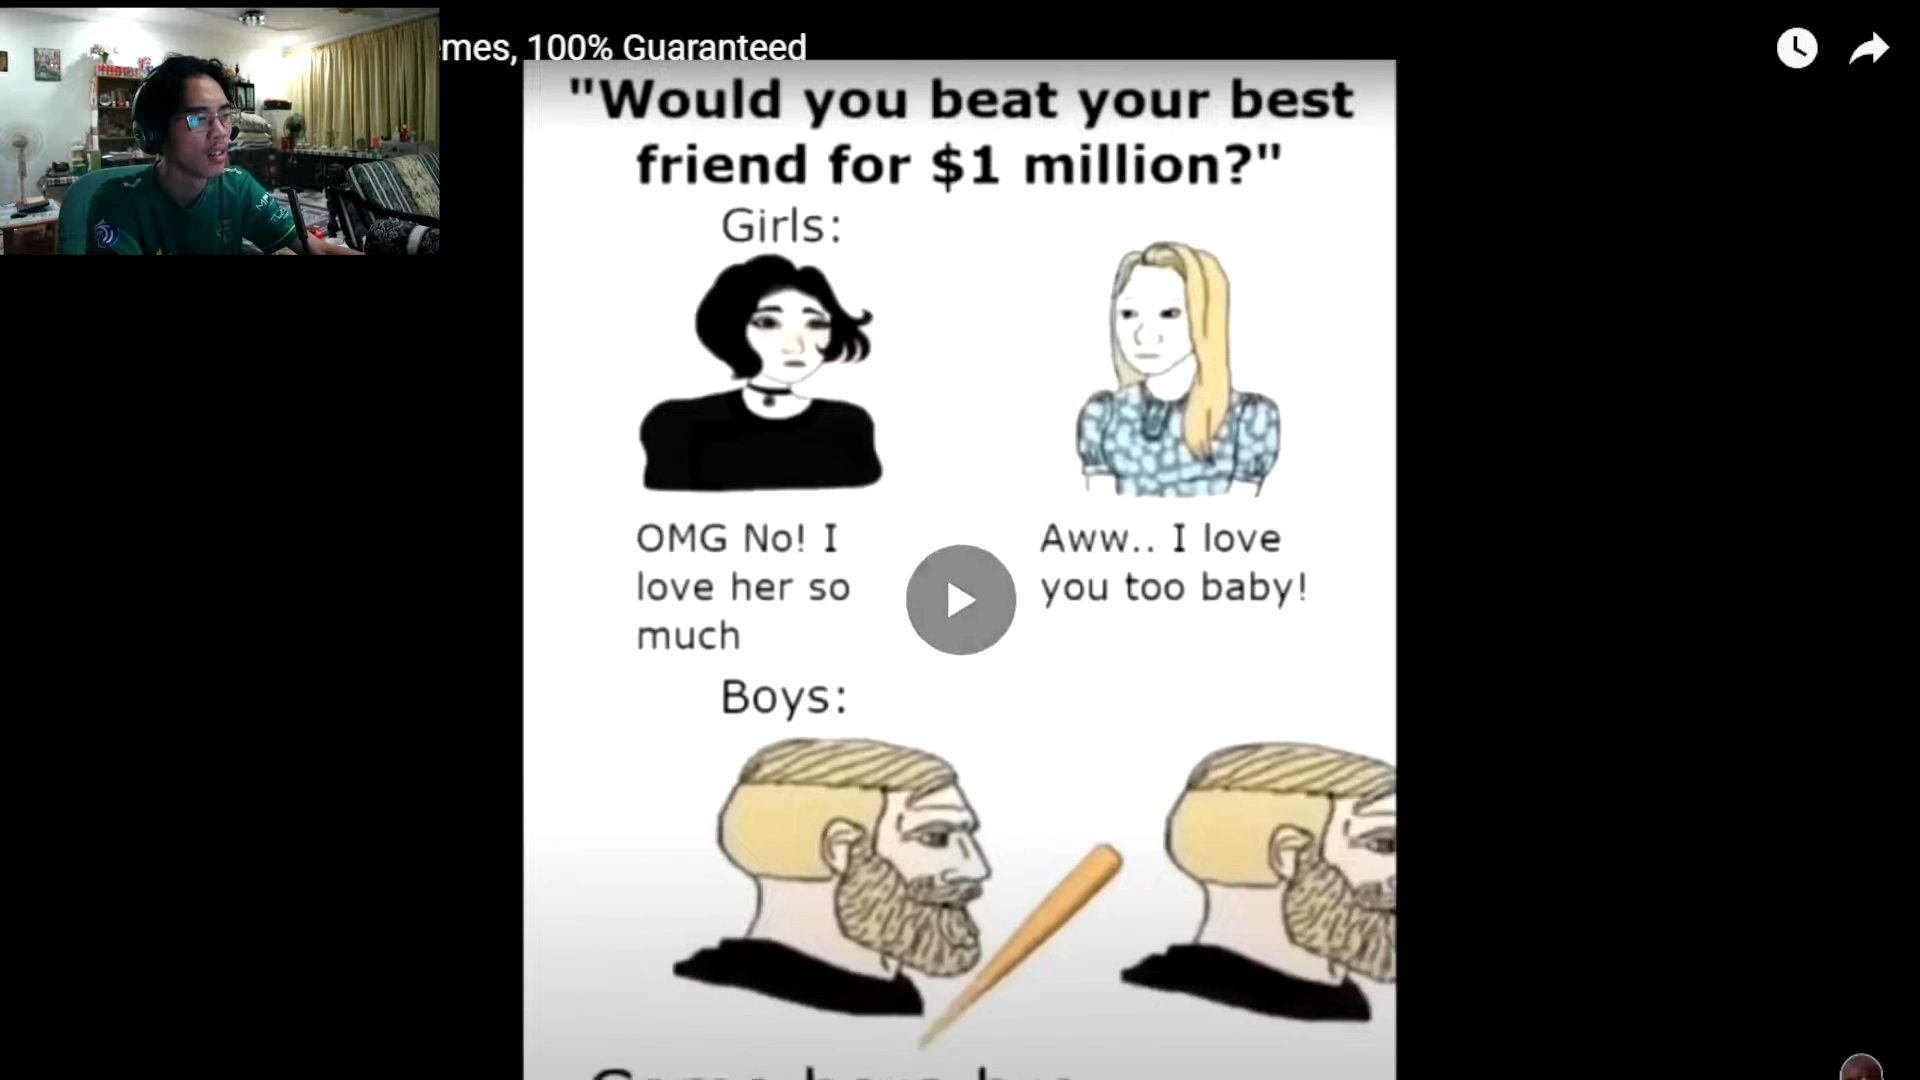 mes, 100% Guaranteed
"Would you beat your best
friend for $1 million?"
Girls:
OMG No! I
love her so
much
Aww.. I love
you too baby!
Boys: